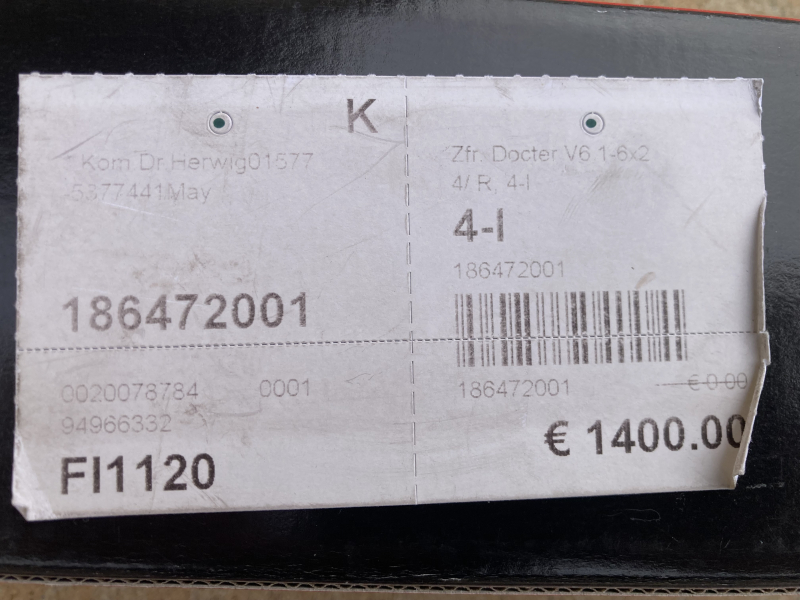 K
Kom Dr.Herwig01577
-5377441May
186472001
0020078784 0001
94966332
FI1120
Zfr. Docter V6 1-6x2
4/ R, 4-I
4-I
186472001
186472001
€ 0.00
€ 1400.00